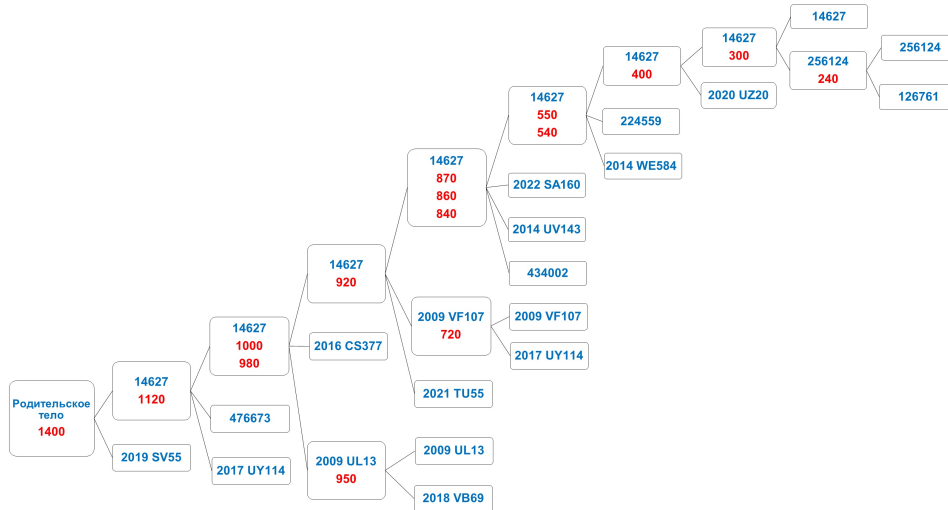 14627
14627
300
256124
14627
400
256124
240
126761
2020 UZ20
14627
550
540
224559
2014 WE584
14627
870
860
840
2022 SA160
2014 UV143
434002
14627
920
2009 VF107
720
2009 VF107
2017 UY114
14627
1000
980
2016 CS377
2021 TU55
14627
1120
476673
Родительское
тело
1400
2019 SV55
2017 UY114
2009 UL13
950
2009 UL13
2018 VB69